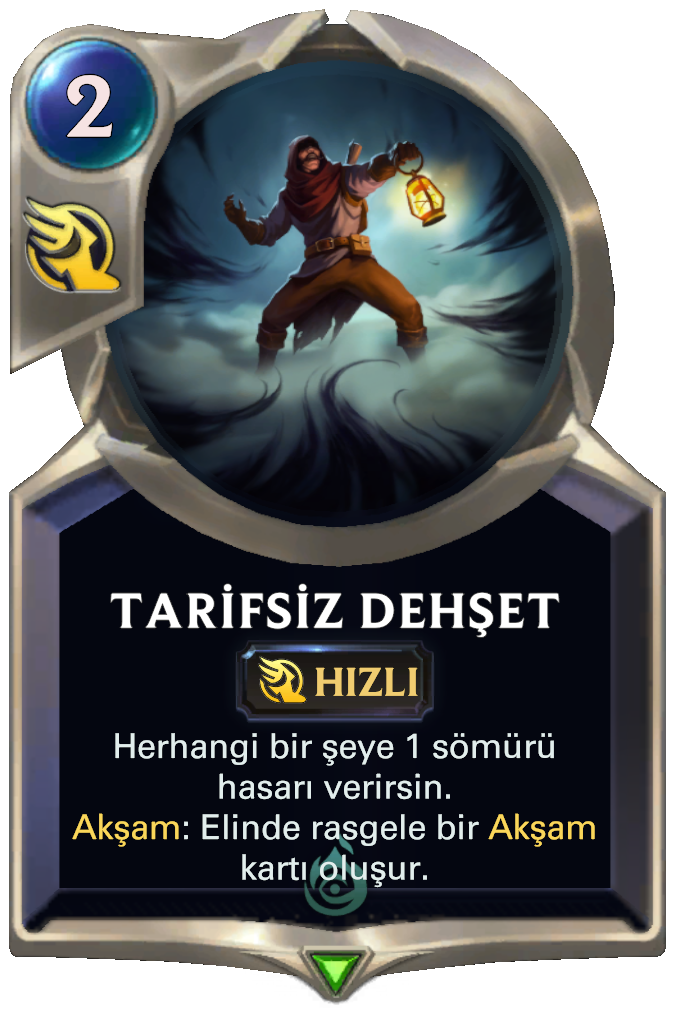 2
TARİFSİZ DEHŞET
HIZLI
Herhangi bir şeye 1 sömürü
hasarı verirsin.
Akşam: Elinde rasgele bir Akşam
kartı oluşur.